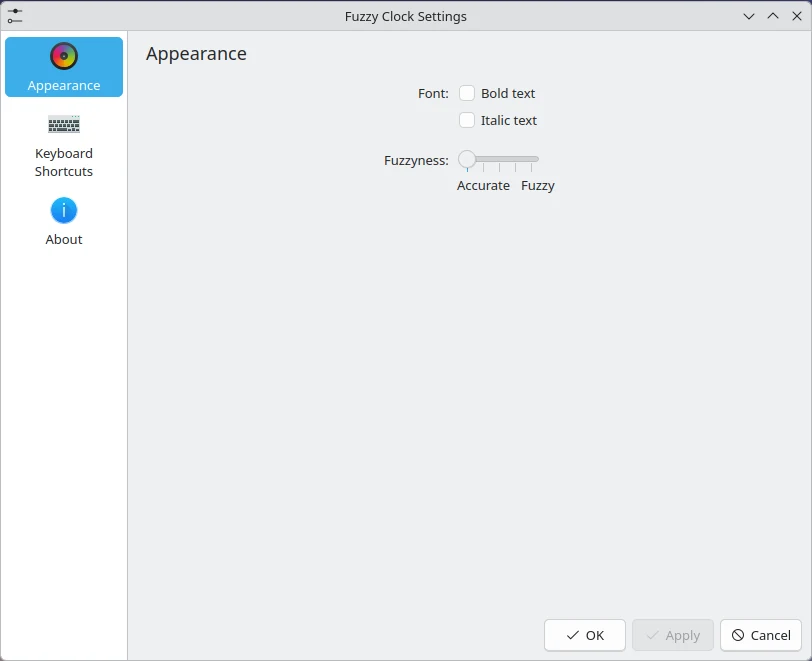 Fuzzy Clock Settings
Appearance
Keyboard
Shortcuts
About
Appearance
Font: Bold text
Italic text
Fuzzyness:
Accurate Fuzzy
OK Apply Cancel